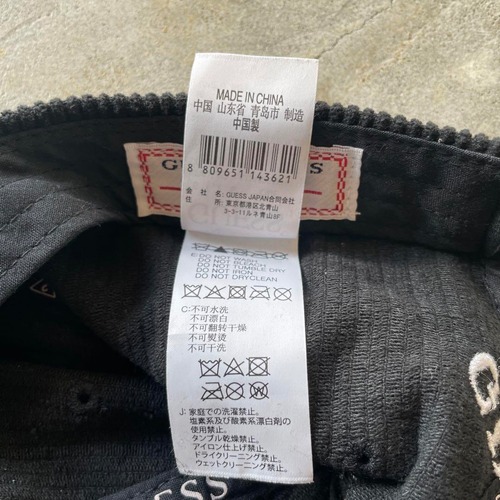 MADE IN CHINA
中国 山东省 青岛市 制造
中国製
GUESS
8 809651 143621
会 社 名: GUESS JAPAN合同会社
住 所: 東京都港区北青山
3-3-11ルネ青山8F
E:DO NOT WASH
DO NOT BLEACH
DO NOT TUMBLE DRY
DO NOT IRON
DO NOT DRYCLEAN
C:不可水洗
不可漂白
不可翻转干燥
不可熨烫
不可干洗
J:家庭での洗濯禁止。
塩素系及び酸素系漂白剤の
使用禁止。
タンブル乾燥禁止。
アイロン仕上げ禁止。
ドライクリーニング禁止。
ウェットクリーニング禁止。